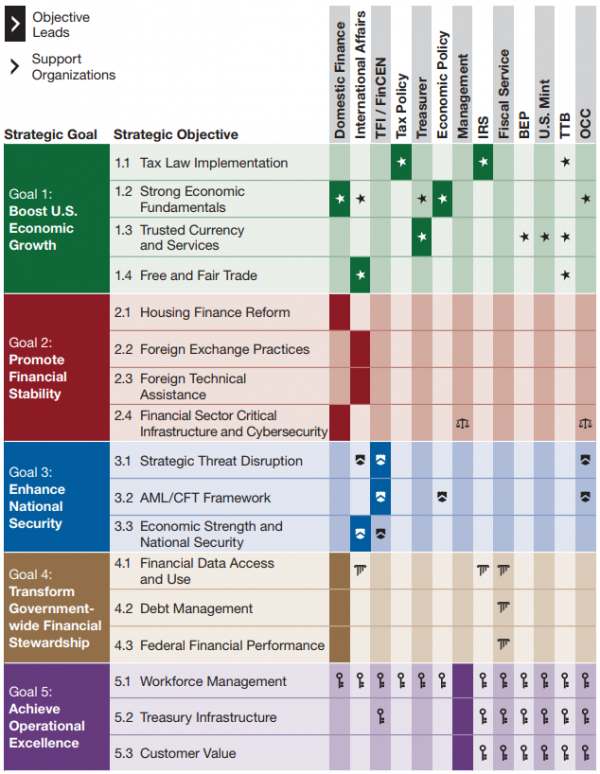 Objective
Leads
Support
Organizations
Domestic Finance
International Affairs
TFI / FinCEN
Tax Policy
Treasurer
Economic Policy
Management
IRS
Fiscal Service
BEP
U.S. Mint
TTB
OCC
Strategic Goal
Strategic Objective
Goal 1:
Boost U.S.
Economic
Growth
1.1 Tax Law Implementation
1.2 Strong Economic
Fundamentals
1.3 Trusted Currency
and Services
1.4 Free and Fair Trade
Goal 2:
Promote
Financial
Stability
2.1 Housing Finance Reform
2.2 Foreign Exchange Practices
2.3 Foreign Technical
Assistance
2.4 Financial Sector Critical
Infrastructure and Cybersecurity
Goal 3:
Enhance
National
Security
3.1 Strategic Threat Disruption
3.2 AML/CFT Framework
3.3 Economic Strength and
National Security
Goal 4:
Transform
Government-
wide Financial
Stewardship
4.1 Financial Data Access
and Use
4.2 Debt Management
4.3 Federal Financial Performance
Goal 5:
Achieve
Operational
Excellence
5.1 Workforce Management
5.2 Treasury Infrastructure
5.3 Customer Value